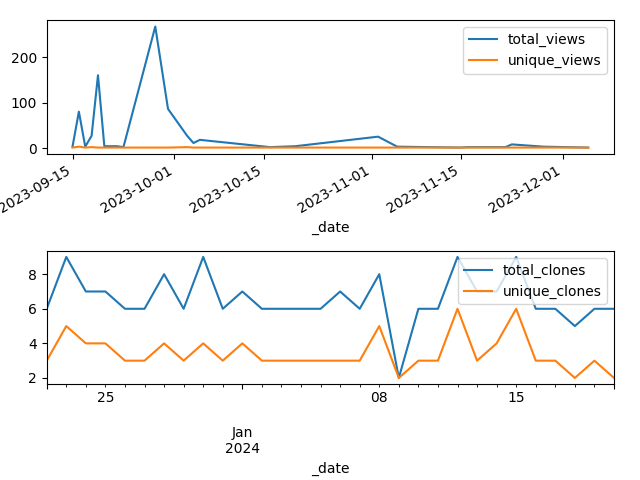 200
100
0
total_views
unique_views
2023-09-15
2023-10-01
2023-10-15
2023-11-01
2023-11-15
2023-12-01
_date
8
6
4
2
total_clones
unique_clones
25
08
15
Jan
2024
_date